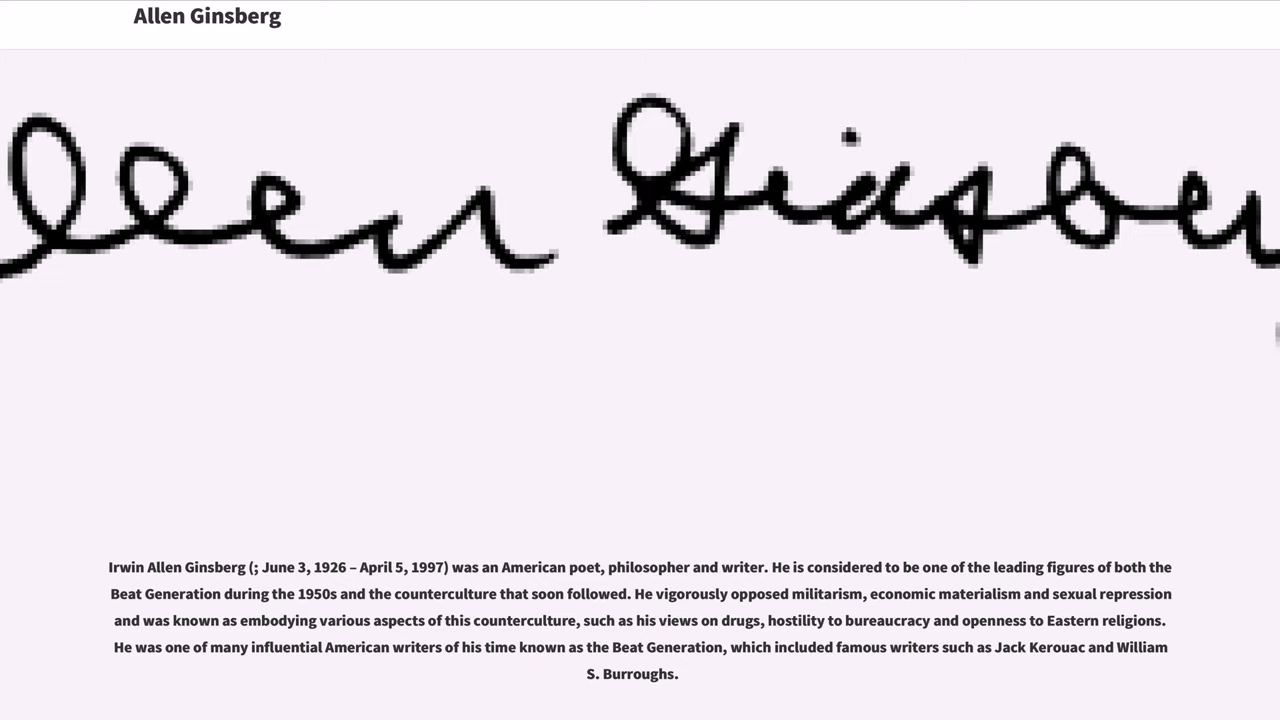 Allen Ginsberg
llen Ginsber
Irwin Allen Ginsberg (; June 3, 1926 – April 5, 1997) was an American poet, philosopher and writer. He is considered to be one of the leading figures of both the
Beat Generation during the 1950s and the counterculture that soon followed. He vigorously opposed militarism, economic materialism and sexual repression
and was known as embodying various aspects of this counterculture, such as his views on drugs, hostility to bureaucracy and openness to Eastern religions.
He was one of many influential American writers of his time known as the Beat Generation, which included famous writers such as Jack Kerouac and William
S. Burroughs.